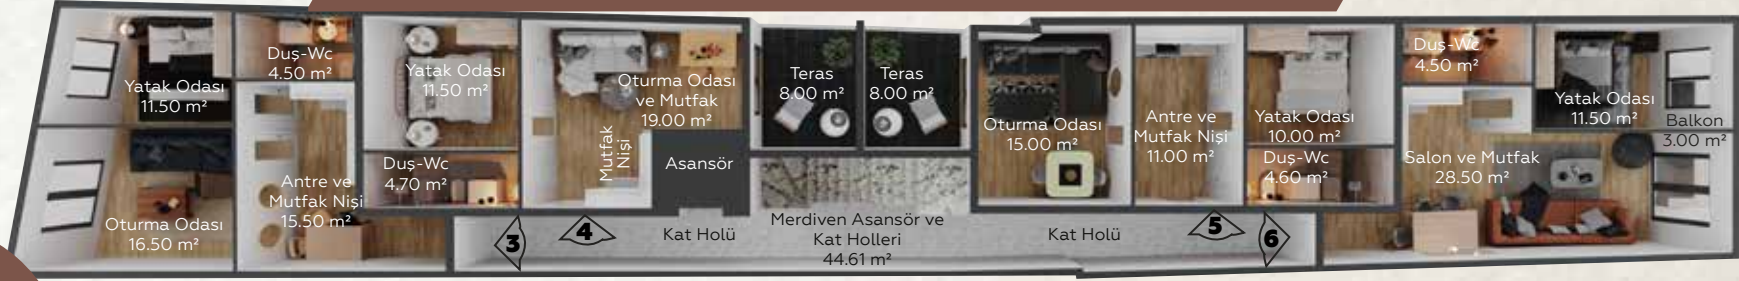 Yatak Odası
11.50 m²
Oturma Odası
16.50 m²
Duş-Wc
4.50 m²
Antre ve
Mutfak Nişi
15.50 m²
Yatak Odası
11.50 m²
Duş-Wc
4.70 m²
3
Oturma Odası
ve Mutfak
19.00 m²
Mutfak
Nişi
4
Asansör
Kat Holü
Teras
8.00 m²
Teras
8.00 m²
Merdiven Asansör ve
Kat Holleri
44.61 m²
Oturma Odası
15.00 m²
Kat Holü
Antre ve
Mutfak Nişi
11.00 m²
5
Yatak Odası
10.00 m²
Duş-Wc
4.60 m²
6
Duş-Wc
4.50 m²
Salon ve Mutfak
28.50 m²
Yatak Odası
11.50 m²
Balkon
3.00 m²